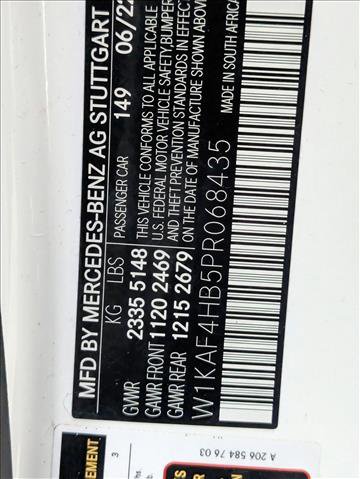 MFD BY MERCEDES-BENZ AG STUTTGART
KG LBS PASSENGER CAR 149 06/22
GVWR 2335 5148 THIS VEHICLE CONFORMS TO ALL APPLICABLE
GAWR FRONT 1120 2469 U.S. FEDERAL MOTOR VEHICLE SAFETY, BUMPER
GAWR REAR 1215 2679 AND THEFT PREVENTION STANDARDS IN EFFECT
ON THE DATE OF MANUFACTURE SHOWN ABOVE
W1KAF4HB5PR068435 MADE IN SOUTH AFRICA
A 206 584 76 03
EMENT
3